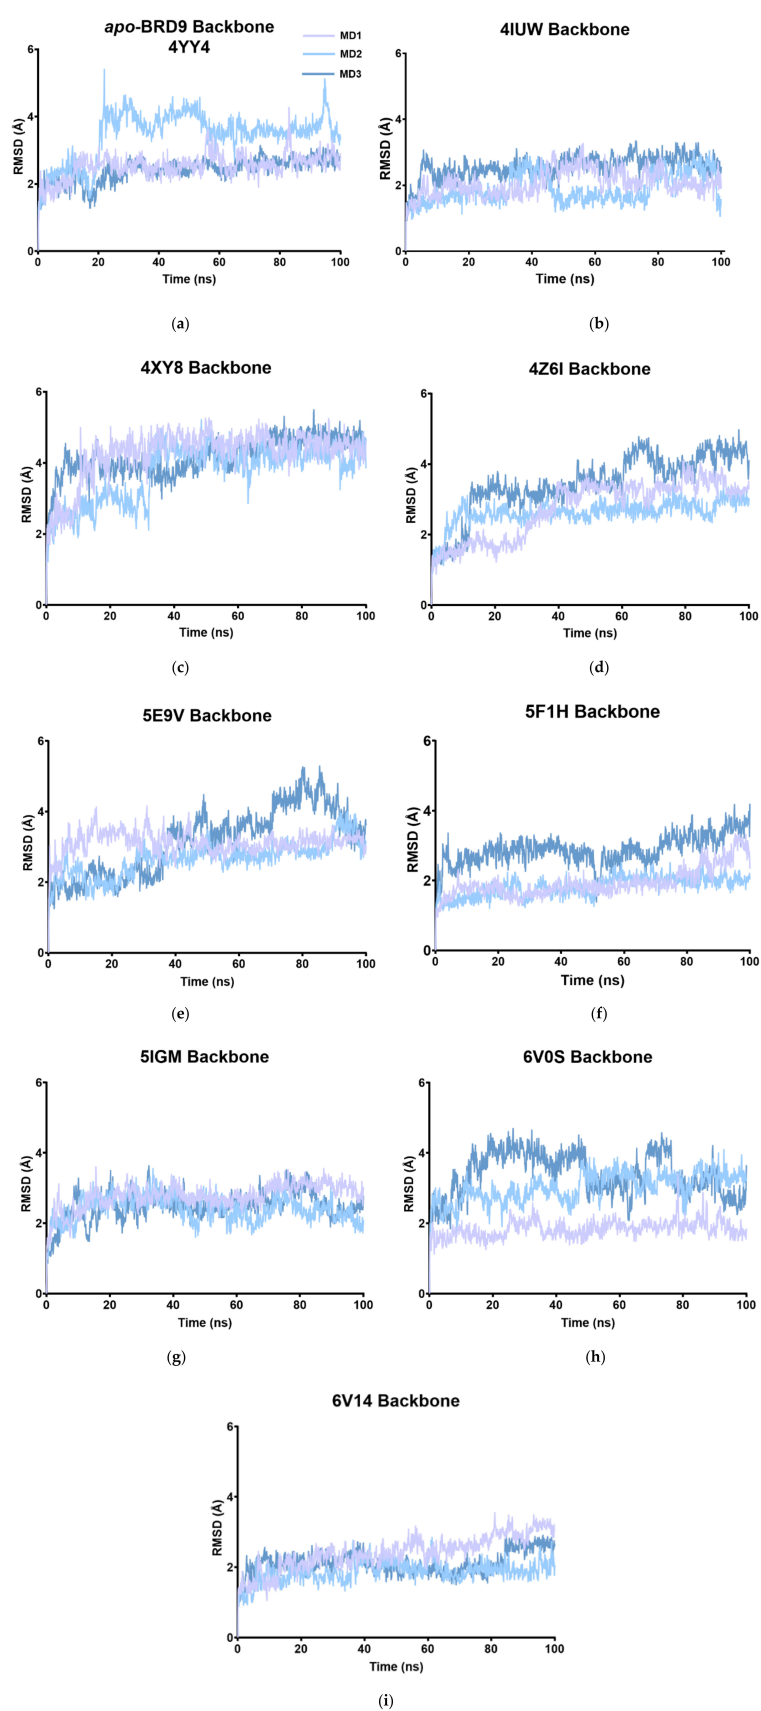 apo-BRD9 Backbone
4YY4
MD1
MD2
MD3
RMSD (Å)
6
4
2
0
0 20 40 60 80 100
Time (ns)
(a)
4IUW Backbone
RMSD (Å)
6
4
2
0
0 20 40 60 80 100
Time (ns)
(b)
4XY8 Backbone
RMSD (Å)
6
4
2
0
0 20 40 60 80 100
Time (ns)
(c)
4Z6I Backbone
RMSD (Å)
6
4
2
0
0 20 40 60 80 100
Time (ns)
(d)
5E9V Backbone
RMSD (Å)
6
4
2
0
0 20 40 60 80 100
Time (ns)
(e)
5F1H Backbone
RMSD (Å)
6
4
2
0
0 20 40 60 80 100
Time (ns)
(f)
5IGM Backbone
RMSD (Å)
6
4
2
0
0 20 40 60 80 100
Time (ns)
(g)
6V0S Backbone
RMSD (Å)
6
4
2
0
0 20 40 60 80 100
Time (ns)
(h)
6V14 Backbone
RMSD (Å)
6
4
2
0
0 20 40 60 80 100
Time (ns)
(i)